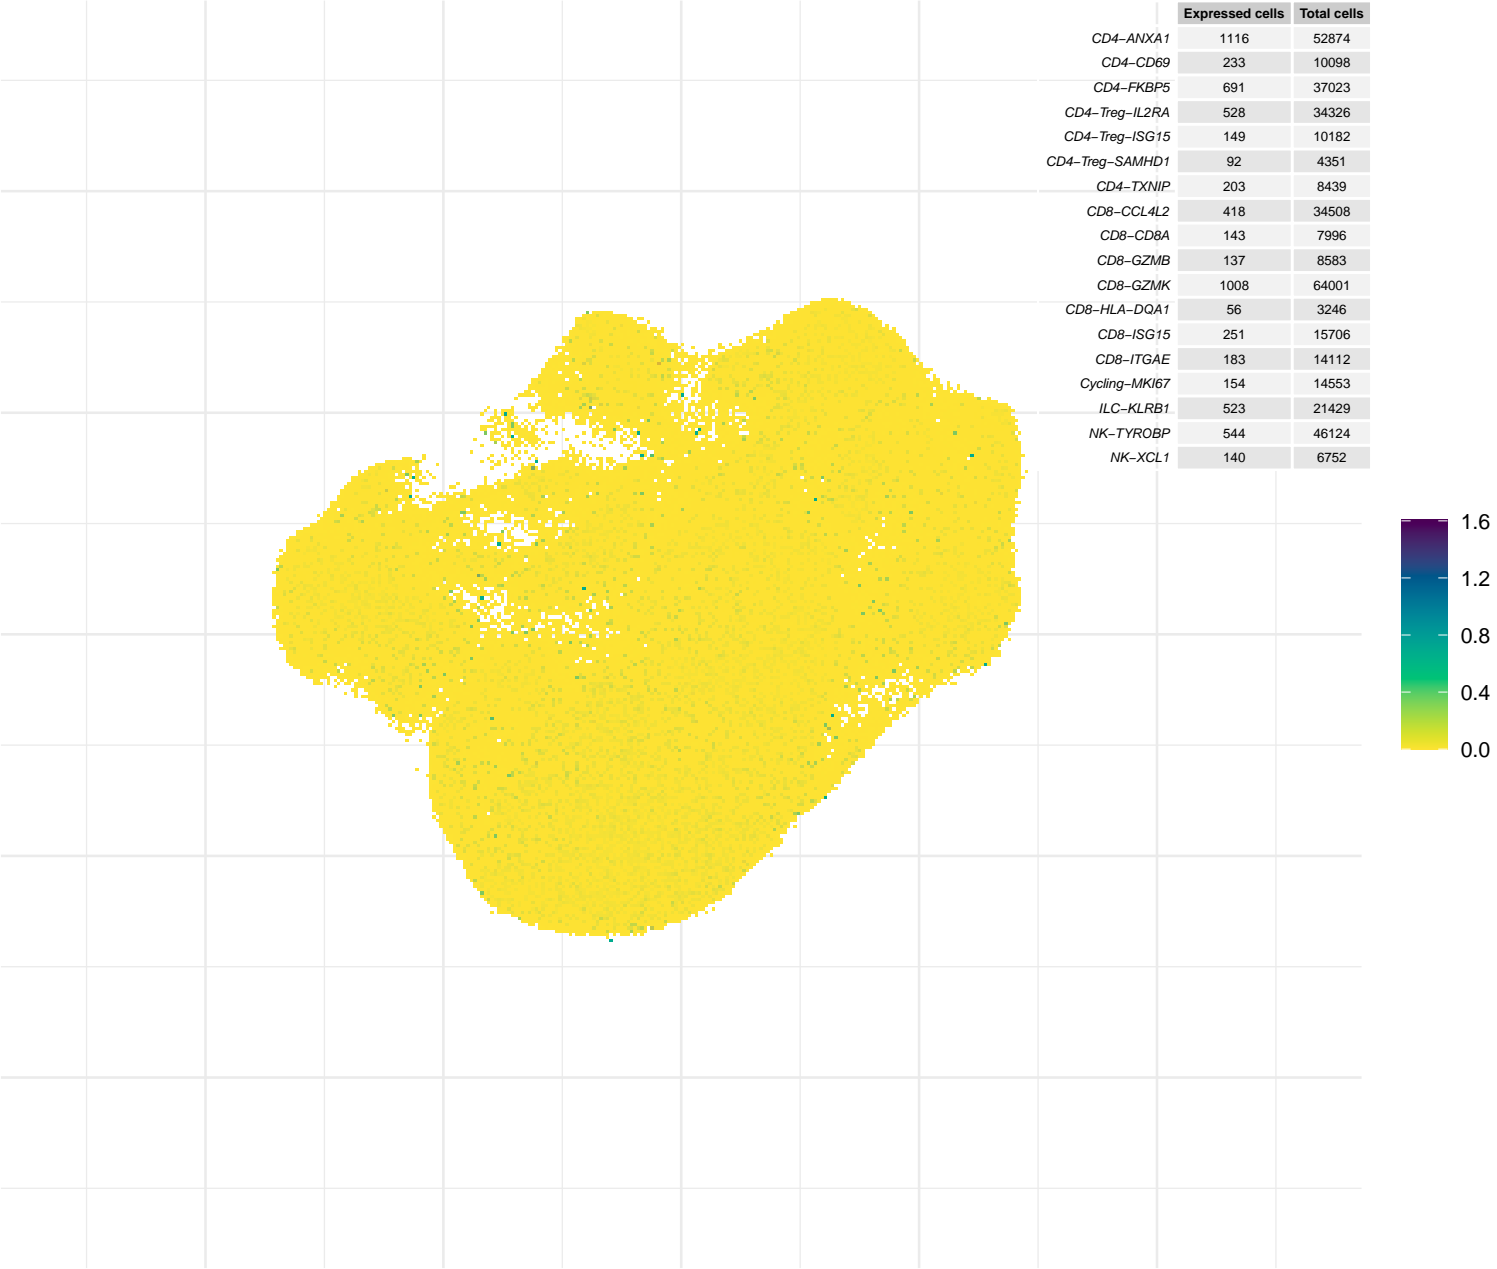 Expressed cells Total cells
CD4−ANXA1 1116 52874
CD4−CD69 233 10098
CD4−FKBP5 691 37023
CD4−Treg−IL2RA 528 34326
CD4−Treg−ISG15 149 10182
CD4−Treg−SAMHD1 92 4351
CD4−TXNIP 203 8439
CD8−CCL4L2 418 34508
CD8−CD8A 143 7996
CD8−GZMB 137 8583
CD8−GZMK 1008 64001
CD8−HLA−DQA1 56 3246
CD8−ISG15 251 15706
CD8−ITGAE 183 14112
Cycling−MKI67 154 14553
ILC−KLRB1 523 21429
NK−TYROBP 544 46124
NK−XCL1 140 6752
1.6
1.2
0.8
0.4
0.0